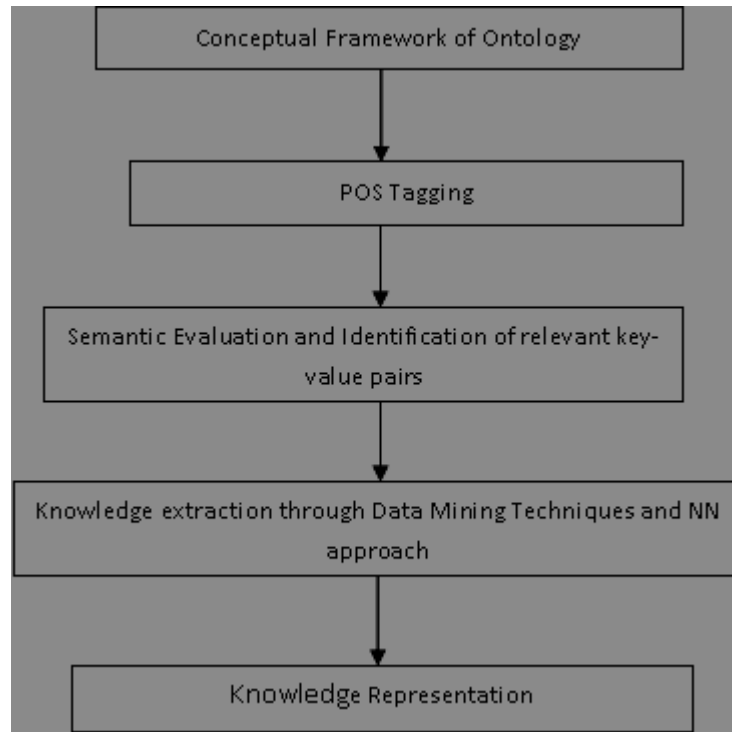 Conceptual Framework of Ontology
POS Tagging
Semantic Evaluation and Identification of relevant key-
value pairs
Knowledge extraction through Data Mining Techniques and NN
approach
Knowledge Representation